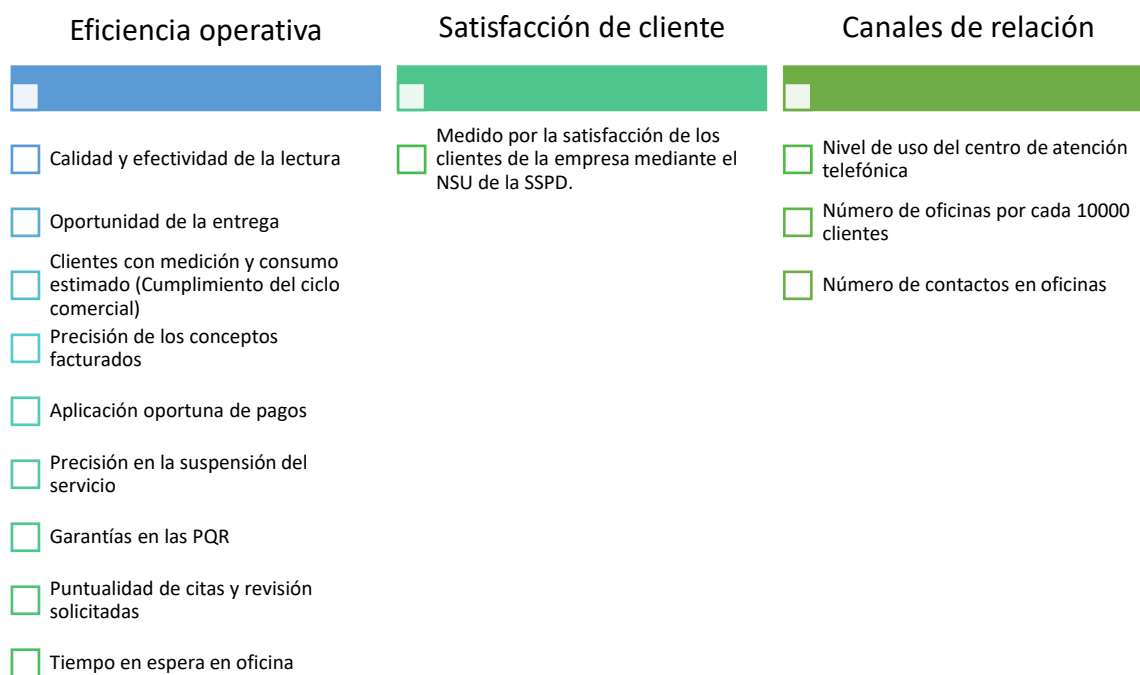 Eficiencia operativa
Calidad y efectividad de la lectura
Oportunidad de la entrega
Clientes con medición y consumo
estimado (Cumplimiento del ciclo
comercial)
Precisión de los conceptos
facturados
Aplicación oportuna de pagos
Precisión en la suspensión del
servicio
Garantías en las PQR
Puntualidad de citas y revisión
solicitadas
Tiempo en espera en oficina
Satisfacción de cliente
Medido por la satisfacción de los
clientes de la empresa mediante el
NSU de la SSPD.
Canales de relación
Nivel de uso del centro de atención
telefónica
Número de oficinas por cada 10000
clientes
Número de contactos en oficinas